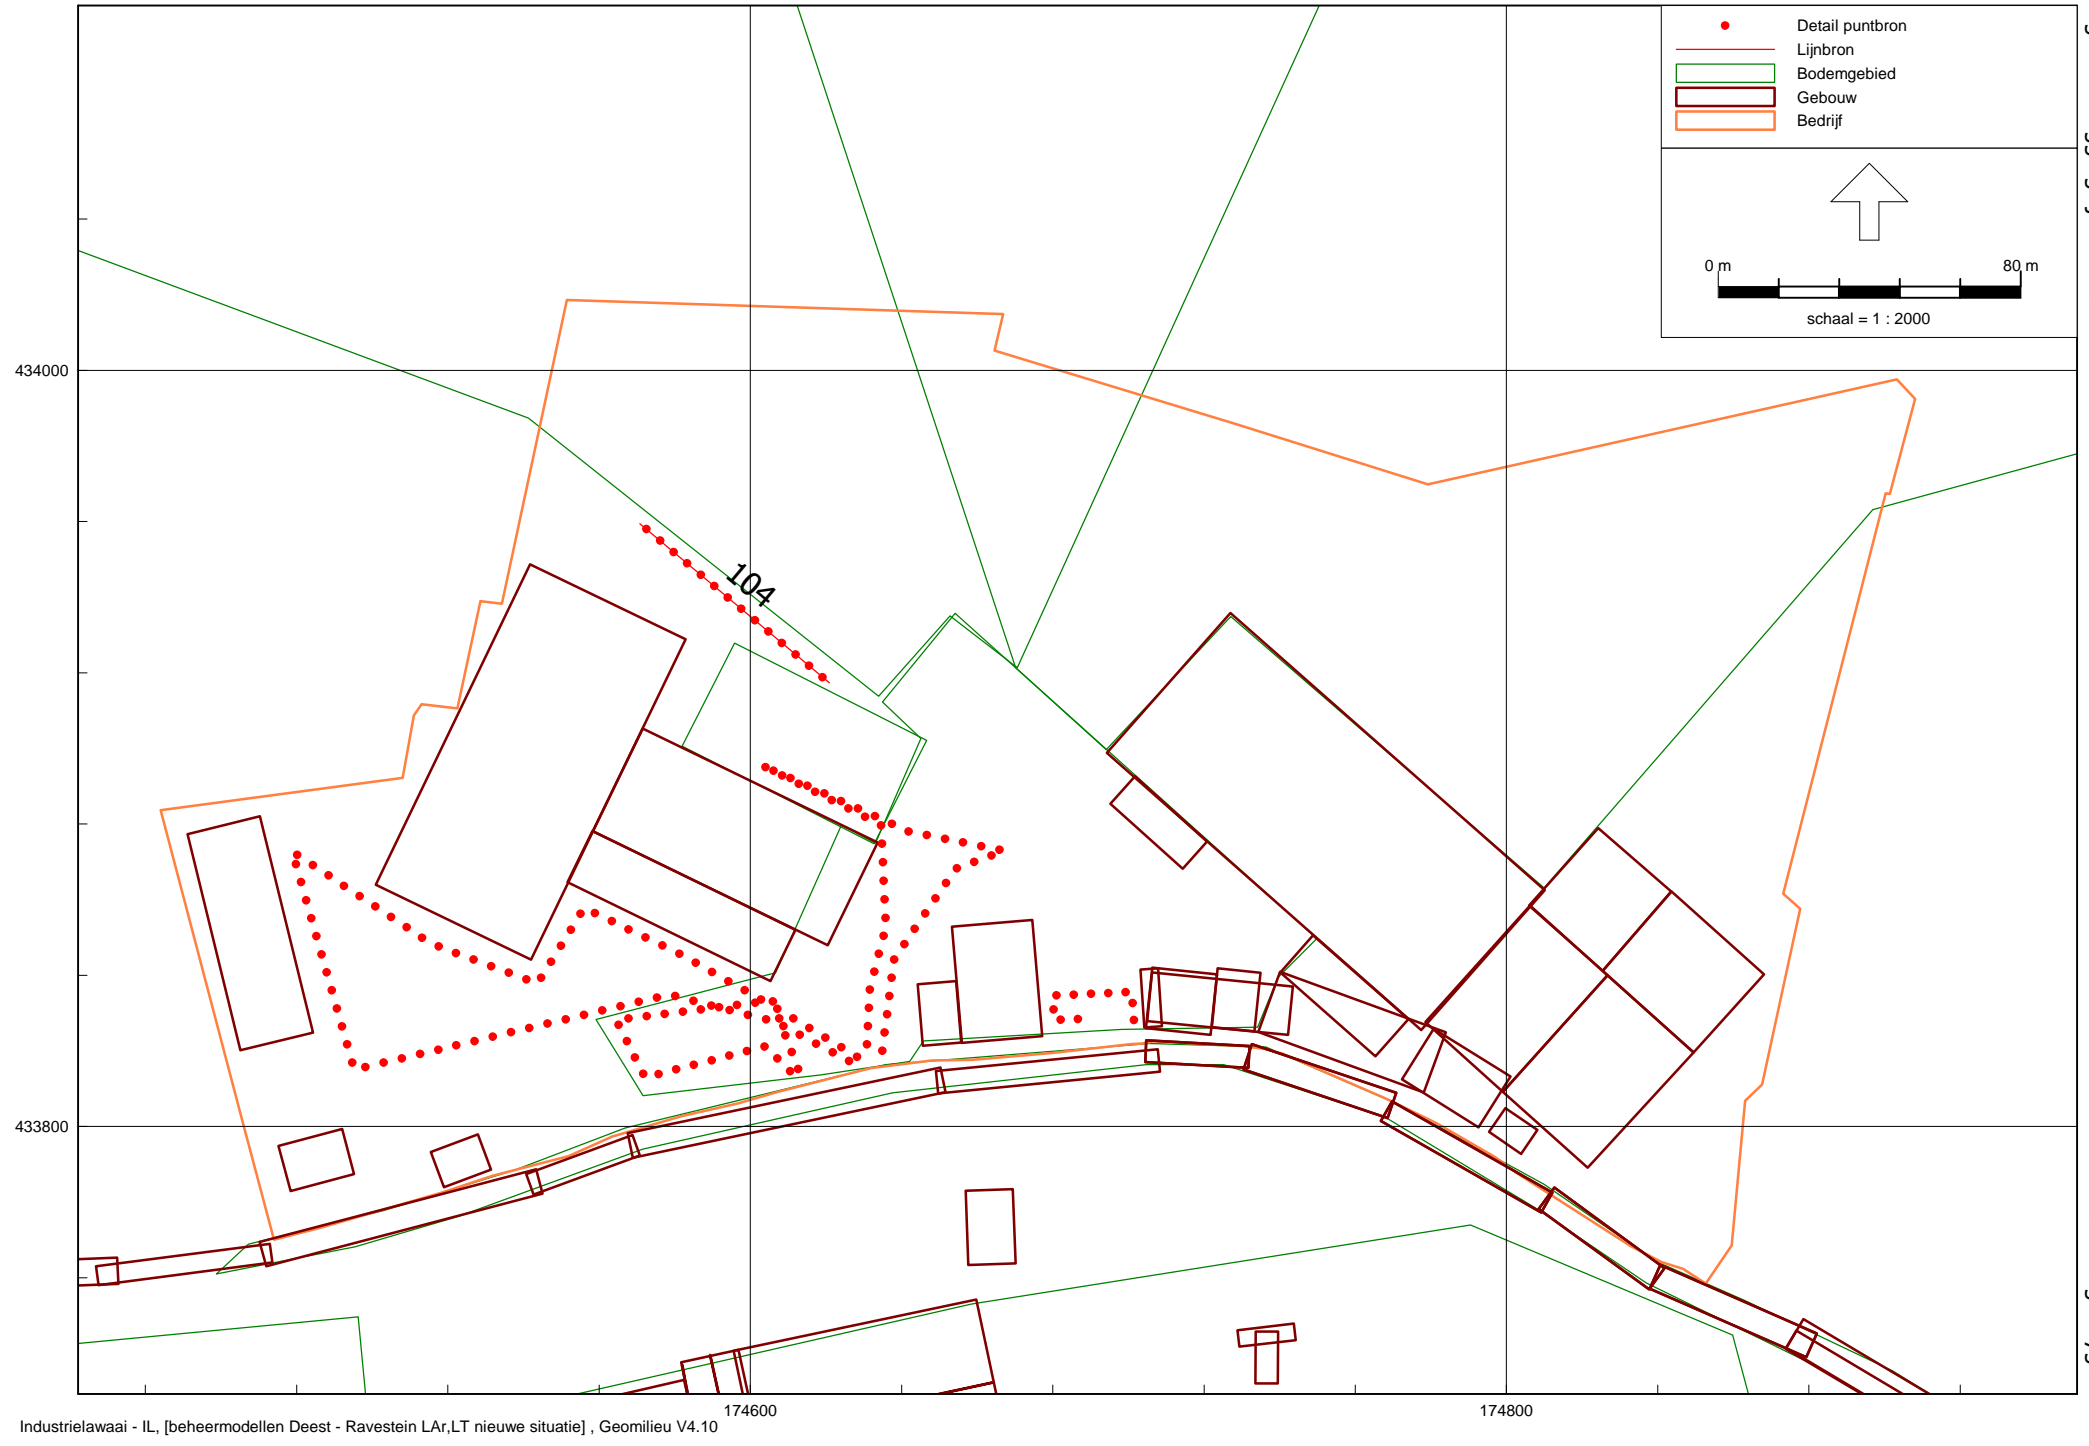 Detail puntbron
Lijnbron
Bodemgebied
Gebouw
Bedrijf
0 m 80 m
schaal = 1 : 2000
434000
104
433800
174600 174800
Industrielawaai - IL, [beheermodellen Deest - Ravestein LAr,LT nieuwe situatie] , Geomilieu V4.10